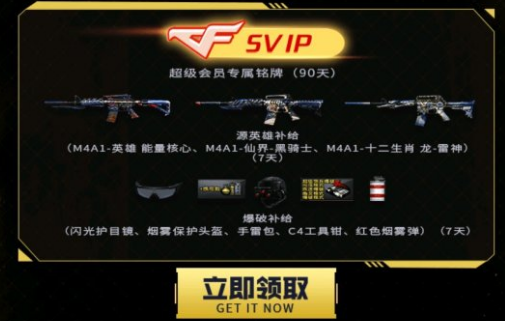 CF SVIP
超级会员专属铭牌（90天）
源英雄补给
（M4A1-英雄 能量核心、M4A1-仙界-黑骑士、M4A1-十二生肖 龙-雷神）
（7天）
爆破补给
（闪光护目镜、烟雾保护头盔、手雷包、C4工具钳、红色烟雾弹）（7天）
立即领取
GET IT NOW